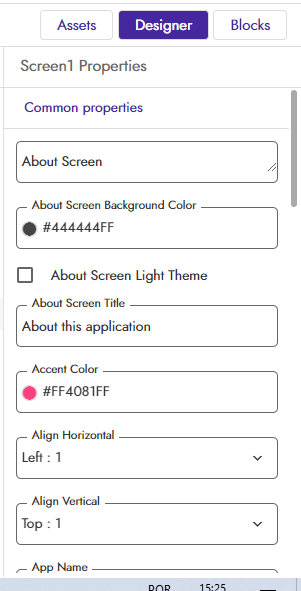 Assets Designer Blocks
Screen1 Properties
Common properties
About Screen
About Screen Background Color
#444444FF
About Screen Light Theme
About Screen Title
About this application
Accent Color
#FF4081FF
Align Horizontal
Left : 1
Align Vertical
Top : 1
App Name
POR 15:25